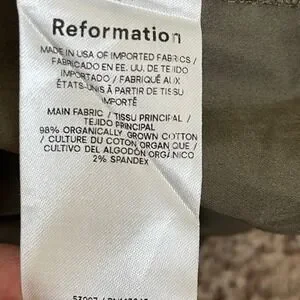 Reformation
MADE IN USA OF IMPORTED FABRICS /
FABRICADO EN EE. UU. DE TEJIDO
IMPORTADO / FABRIQUÉ AUX
ÉTATS-UNIS À PARTIR DE TISSU
IMPORTÉ
MAIN FABRIC / TISSU PRINCIPAL /
TEJIDO PRINCIPAL
98% ORGANICALLY GROWN COTTON
/ CULTURE DU COTON ORGANIQUE /
CULTIVO DEL ALGODÓN ORGÁNICO
2% SPANDEX